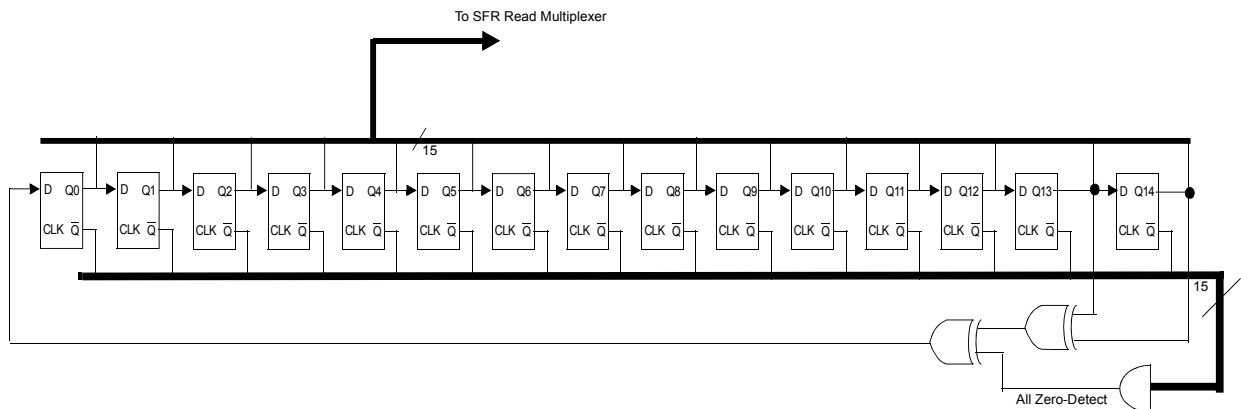 To SFR Read Multiplexer
15
D Q0 D Q1 D Q2 D Q3 D Q4 D Q5 D Q6 D Q7 D Q8 D Q9 D Q10 D Q11 D Q12 D Q13 D Q14
CLK Q̅ CLK Q̅ CLK Q̅ CLK Q̅ CLK Q̅ CLK Q̅ CLK Q̅ CLK Q̅ CLK Q̅ CLK Q̅ CLK Q̅ CLK Q̅ CLK Q̅ CLK Q̅ CLK Q̅
15
All Zero-Detect